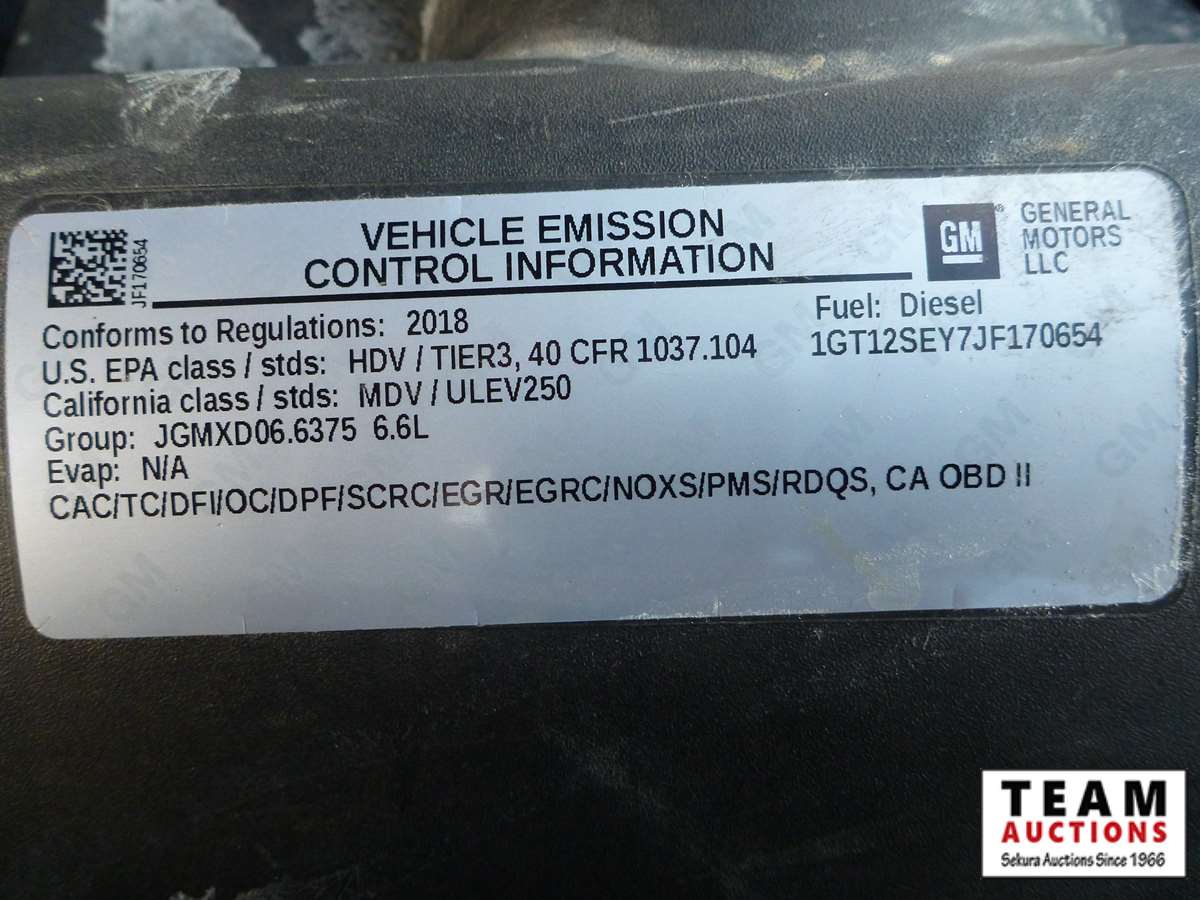 JF170654
VEHICLE EMISSION
CONTROL INFORMATION
GM®
GENERAL
MOTORS
LLC
Conforms to Regulations: 2018
Fuel: Diesel
U.S. EPA class / stds: HDV / TIER3, 40 CFR 1037.104
1GT12SEY7JF170654
California class / stds: MDV / ULEV250
Group: JGMXD06.6375 6.6L
Evap: N/A
CAC/TC/DFI/OC/DPF/SCRC/EGR/EGRC/NOXS/PMS/RDQS, CA OBD II
TEAM
AUCTIONS
Sekura Auctions Since 1966